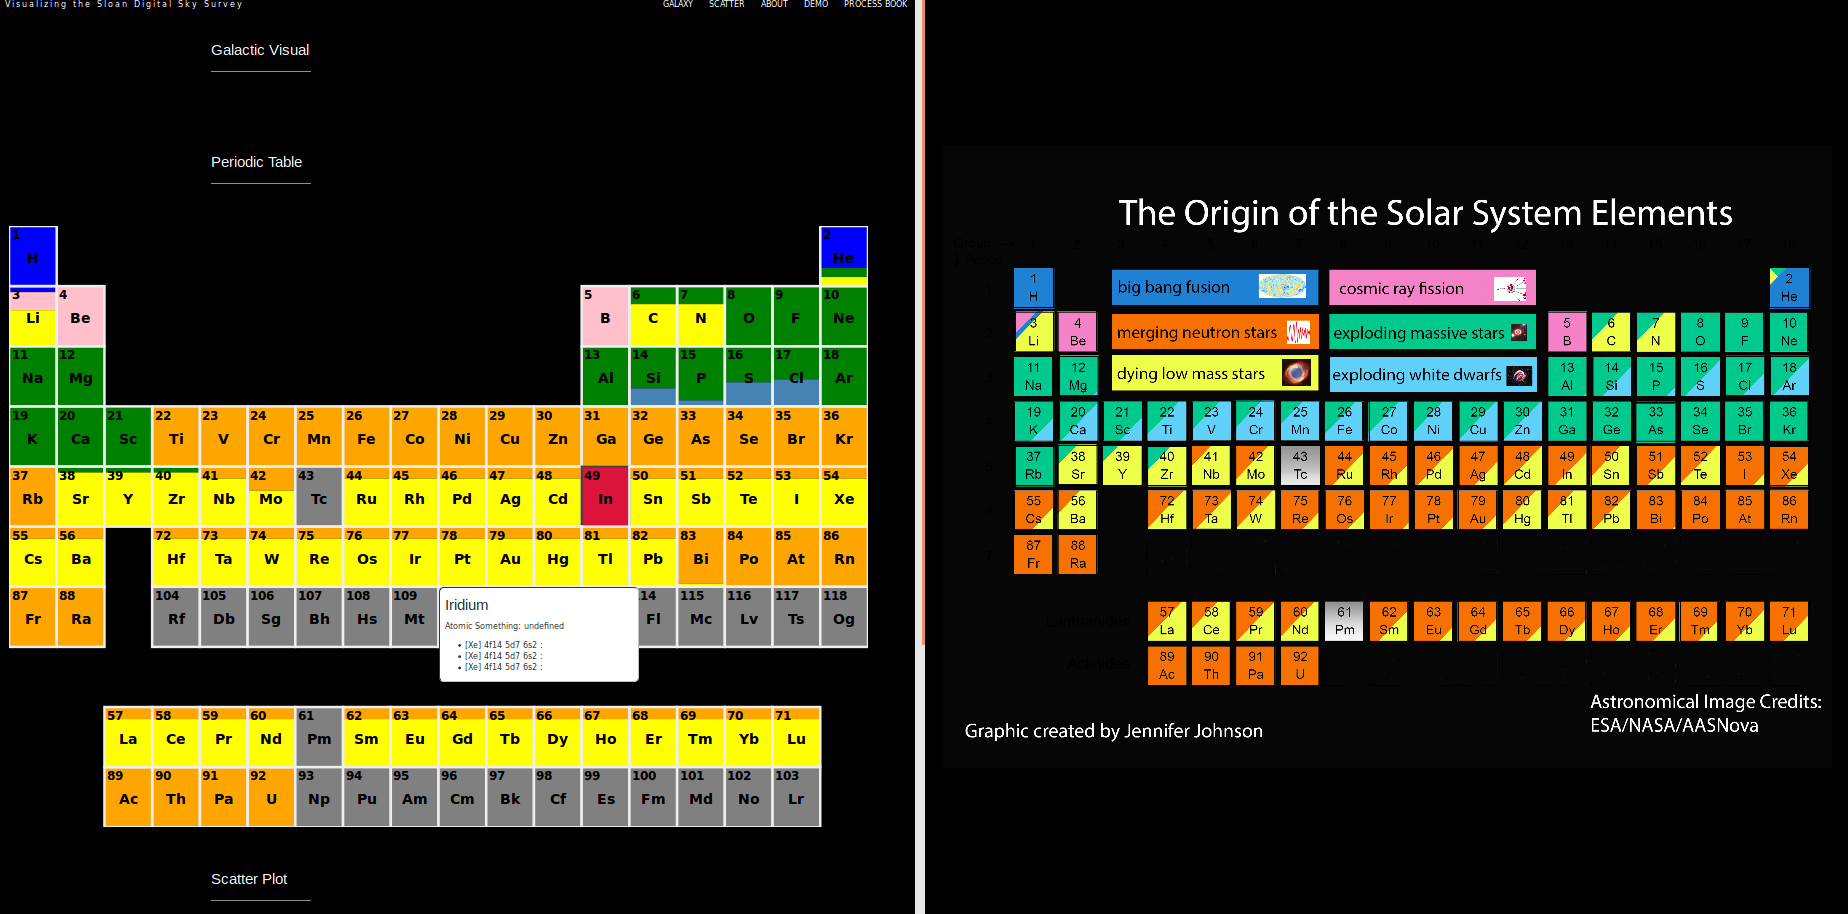 Visualizing the Sloan Digital Sky Survey
GALAXY SCATTER ABOUT DEMO PROCESS BOOK
Galactic Visual
Periodic Table
1 2
H He
3 4 5 6 7 8 9 10
Li Be B C N O F Ne
11 12 13 14 15 16 17 18
Na Mg Al Si P S Cl Ar
19 20 21 22 23 24 25 26 27 28 29 30 31 32 33 34 35 36
K Ca Sc Ti V Cr Mn Fe Co Ni Cu Zn Ga Ge As Se Br Kr
37 38 39 40 41 42 43 44 45 46 47 48 49 50 51 52 53 54
Rb Sr Y Zr Nb Mo Tc Ru Rh Pd Ag Cd In Sn Sb Te I Xe
55 56 72 73 74 75 76 77 78 79 80 81 82 83 84 85 86
Cs Ba Hf Ta W Re Os Ir Pt Au Hg Tl Pb Bi Po At Rn
87 88 104 105 106 107 108 109 14 115 116 117 118
Fr Ra Rf Db Sg Bh Hs Mt Fl Mc Lv Ts Og
Iridium
Atomic Something: undefined
• [Xe] 4f14 5d7 6s2 :
• [Xe] 4f14 5d7 6s2 :
• [Xe] 4f14 5d7 6s2 :
57 58 59 60 61 62 63 64 65 66 67 68 69 70 71
La Ce Pr Nd Pm Sm Eu Gd Tb Dy Ho Er Tm Yb Lu
89 90 91 92 93 94 95 96 97 98 99 100 101 102 103
Ac Th Pa U Np Pu Am Cm Bk Cf Es Fm Md No Lr
Scatter Plot
The Origin of the Solar System Elements
1 2
H He
big bang fusion
cosmic ray fission
merging neutron stars
exploding massive stars
dying low mass stars
exploding white dwarfs
3 4 5 6 7 8 9 10
Li Be B C N O F Ne
11 12 13 14 15 16 17 18
Na Mg Al Si P S Cl Ar
19 20 21 22 23 24 25 26 27 28 29 30 31 32 33 34 35 36
K Ca Sc Ti V Cr Mn Fe Co Ni Cu Zn Ga Ge As Se Br Kr
37 38 39 40 41 42 43 44 45 46 47 48 49 50 51 52 53 54
Rb Sr Y Zr Nb Mo Tc Ru Rh Pd Ag Cd In Sn Sb Te I Xe
55 56 72 73 74 75 76 77 78 79 80 81 82 83 84 85 86
Cs Ba Hf Ta W Re Os Ir Pt Au Hg Tl Pb Bi Po At Rn
87 88
Fr Ra
Lanthanides
57 58 59 60 61 62 63 64 65 66 67 68 69 70 71
La Ce Pr Nd Pm Sm Eu Gd Tb Dy Ho Er Tm Yb Lu
Actinides
89 90 91 92
Ac Th Pa U
Graphic created by Jennifer Johnson
Astronomical Image Credits:
ESA/NASA/AASNova